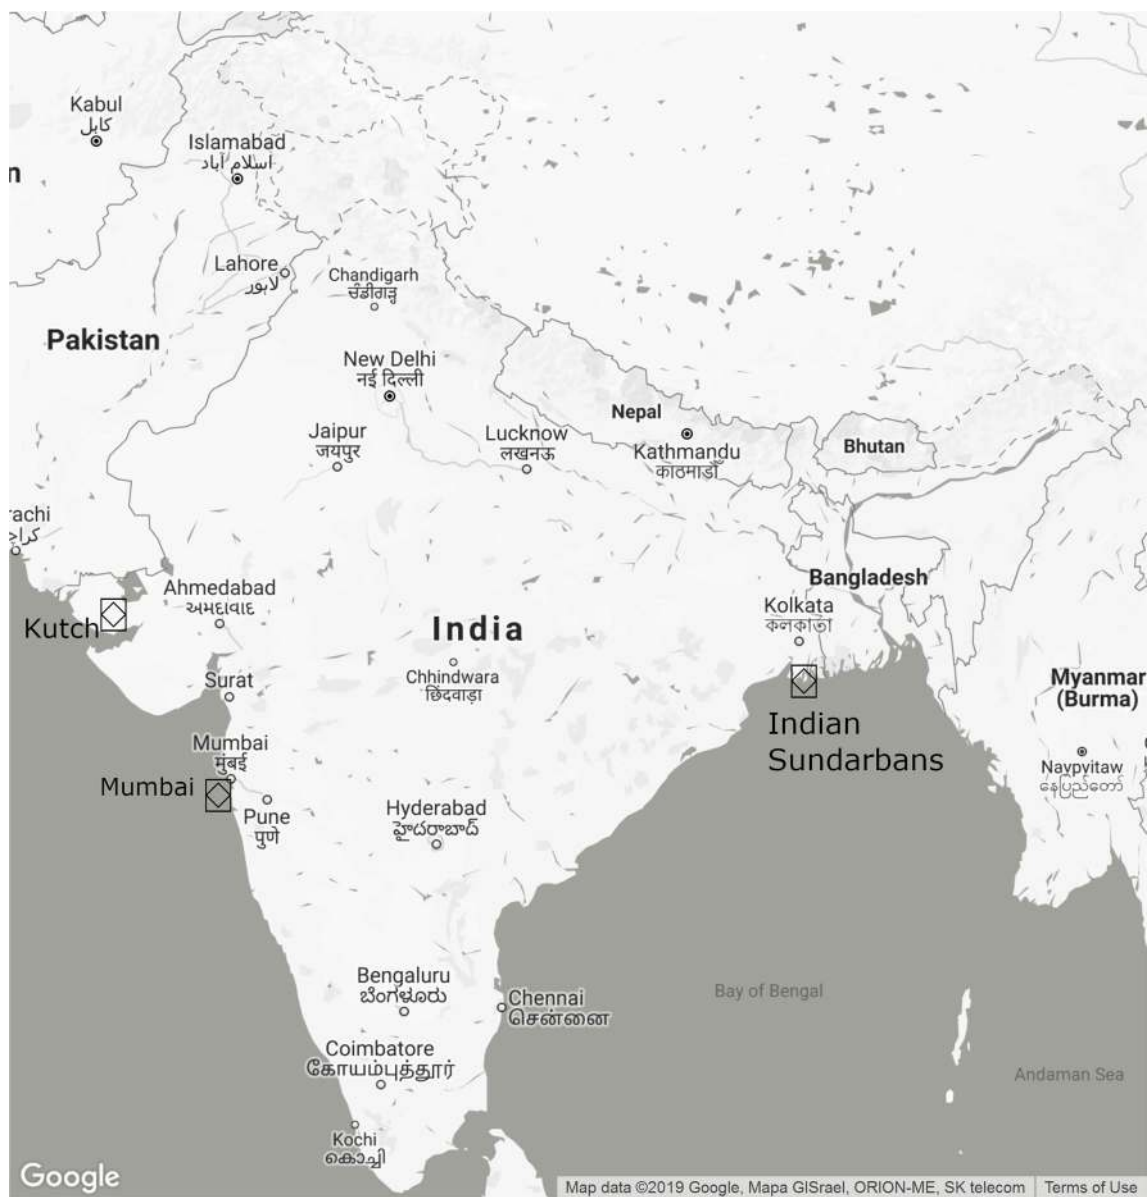 Kabul
کابل
Islamabad
اسلام آباد
n
Lahore
لاہور
Chandigarh
ਚੰਡੀਗੜ੍ਹ
Pakistan
New Delhi
नई दिल्ली
Nepal
Jaipur
जयपुर
Lucknow
लखनऊ
Kathmandu
काठमाडौँ
Bhutan
rachi
كراچ
Ahmedabad
અમદાવાદ
Bangladesh
Kolkata
কলকাতা
Kutch
India
Chhindwara
छिंदवाड़ा
Surat
Myanmar
(Burma)
Indian
Sundarbans
Mumbai
मुंबई
Mumbai
Naypyitaw
နေပြည်တော်
Pune
पुणे
Hyderabad
హైదరాబాద్
Bengaluru
ಬೆಂಗಳೂರು
Chennai
சென்னை
Bay of Bengal
Coimbatore
கோயம்புத்தூர்
Andaman Sea
Kochi
കൊച്ചി
Google
Map data ©2019 Google, Mapa GISrael, ORION-ME, SK telecom
Terms of Use